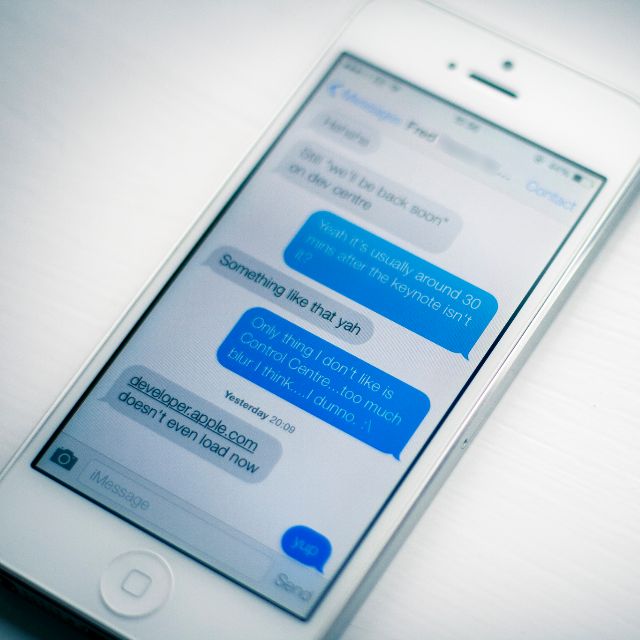 Messages
Fred
Contact
Hehehe
Still "we'll be back soon"
on dev centre
Yeah it's usually around 30
mins after the keynote isn't
it?
Something like that yah
Only thing I don't like is
Control Centre...too much
blur I think....I dunno. :\
Yesterday 20:09
developer.apple.com
doesn't even load now
yup
iMessage
Send